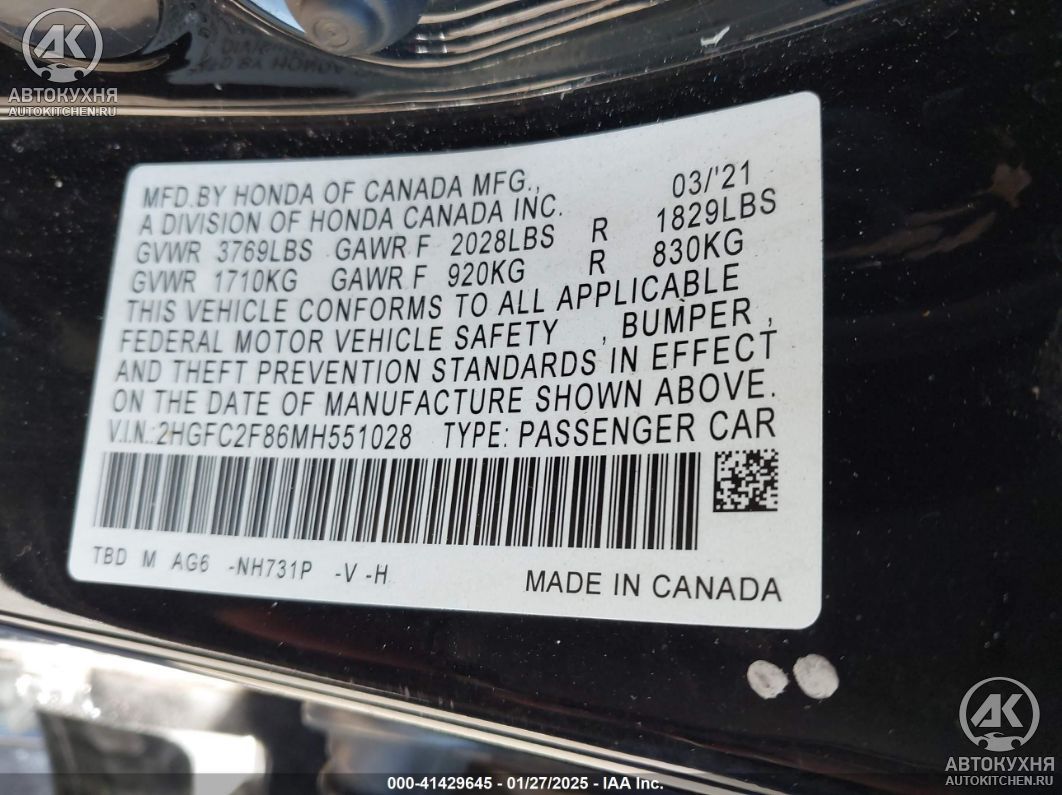 AK
АВТОКУХНЯ
AUTOKITCHEN.RU
MFD.BY HONDA OF CANADA MFG., 03/'21
A DIVISION OF HONDA CANADA INC.
GVWR 3769LBS GAWR F 2028LBS R 1829LBS
GVWR 1710KG GAWR F 920KG R 830KG
THIS VEHICLE CONFORMS TO ALL APPLICABLE
FEDERAL MOTOR VEHICLE SAFETY , BUMPER ,
AND THEFT PREVENTION STANDARDS IN EFFECT
ON THE DATE OF MANUFACTURE SHOWN ABOVE.
V.I.N.:2HGFC2F86MH551028 TYPE: PASSENGER CAR
TBD M AG6 -NH731P -V -H
MADE IN CANADA
AK
АВТОКУХНЯ
AUTOKITCHEN.RU
000-41429645 - 01/27/2025 - IAA Inc.